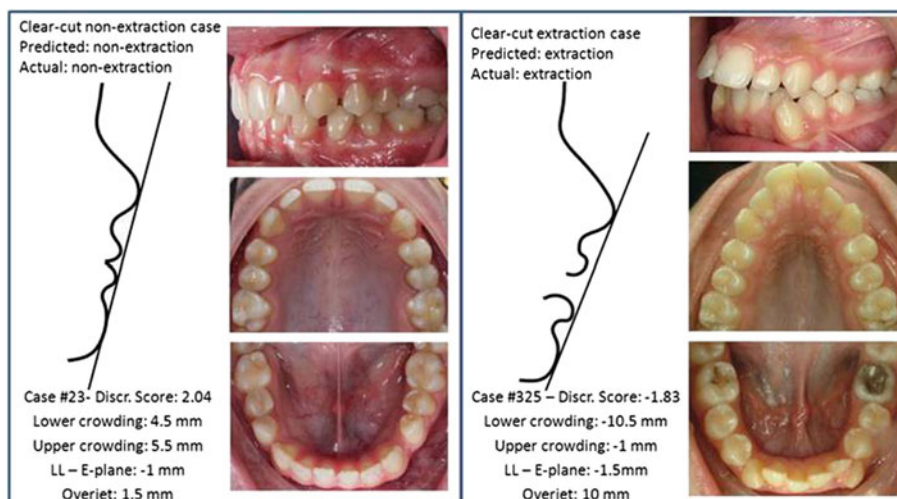 Clear-cut non-extraction case
Predicted: non-extraction
Actual: non-extraction
Case #23- Discr. Score: 2.04
Lower crowding: 4.5 mm
Upper crowding: 5.5 mm
LL – E-plane: -1 mm
Overjet: 1.5 mm
Clear-cut extraction case
Predicted: extraction
Actual: extraction
Case #325 – Discr. Score: -1.83
Lower crowding: -10.5 mm
Upper crowding: -1 mm
LL – E-plane: -1.5mm
Overjet: 10 mm